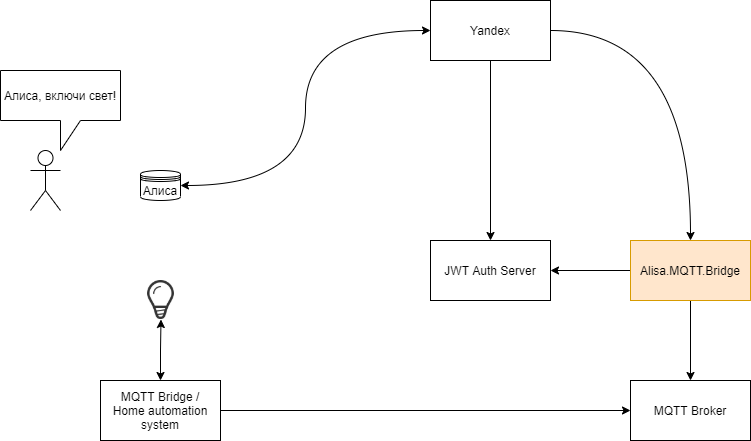 Yandex
Алиса, включи свет!
Алиса
JWT Auth Server
Alisa.MQTT.Bridge
MQTT Bridge /
Home automation
system
MQTT Broker